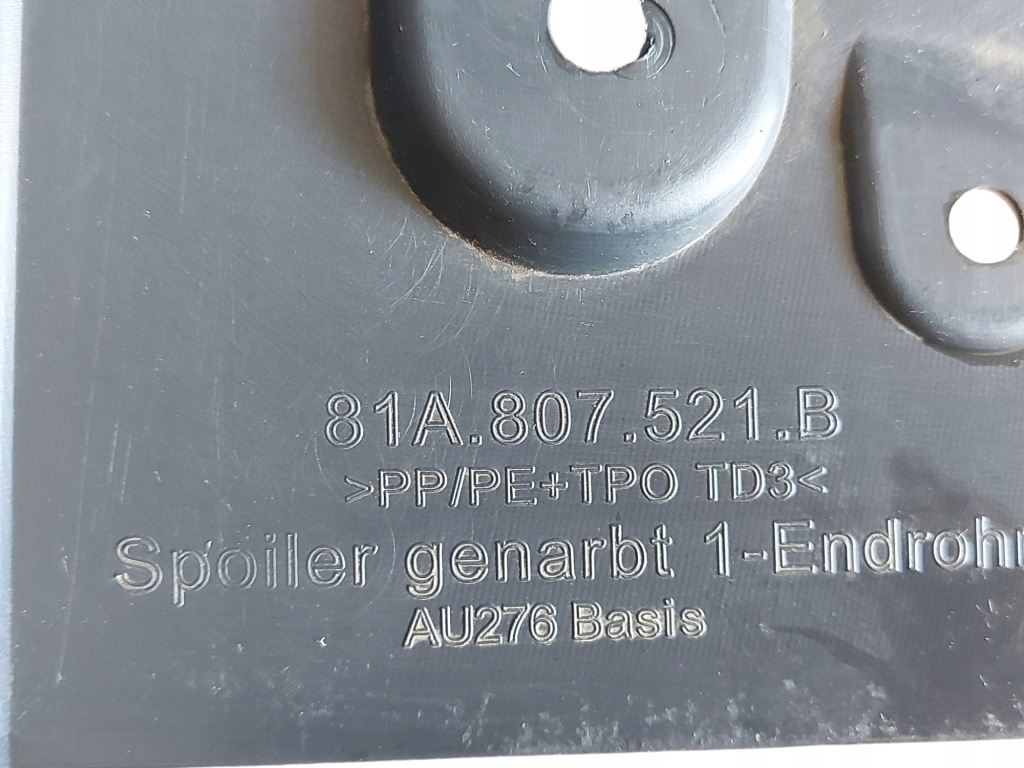 81A.807.521.B
>PP/PE+TPO TD3<
Spoiler genarbt 1-Endrohr
AU276 Basis